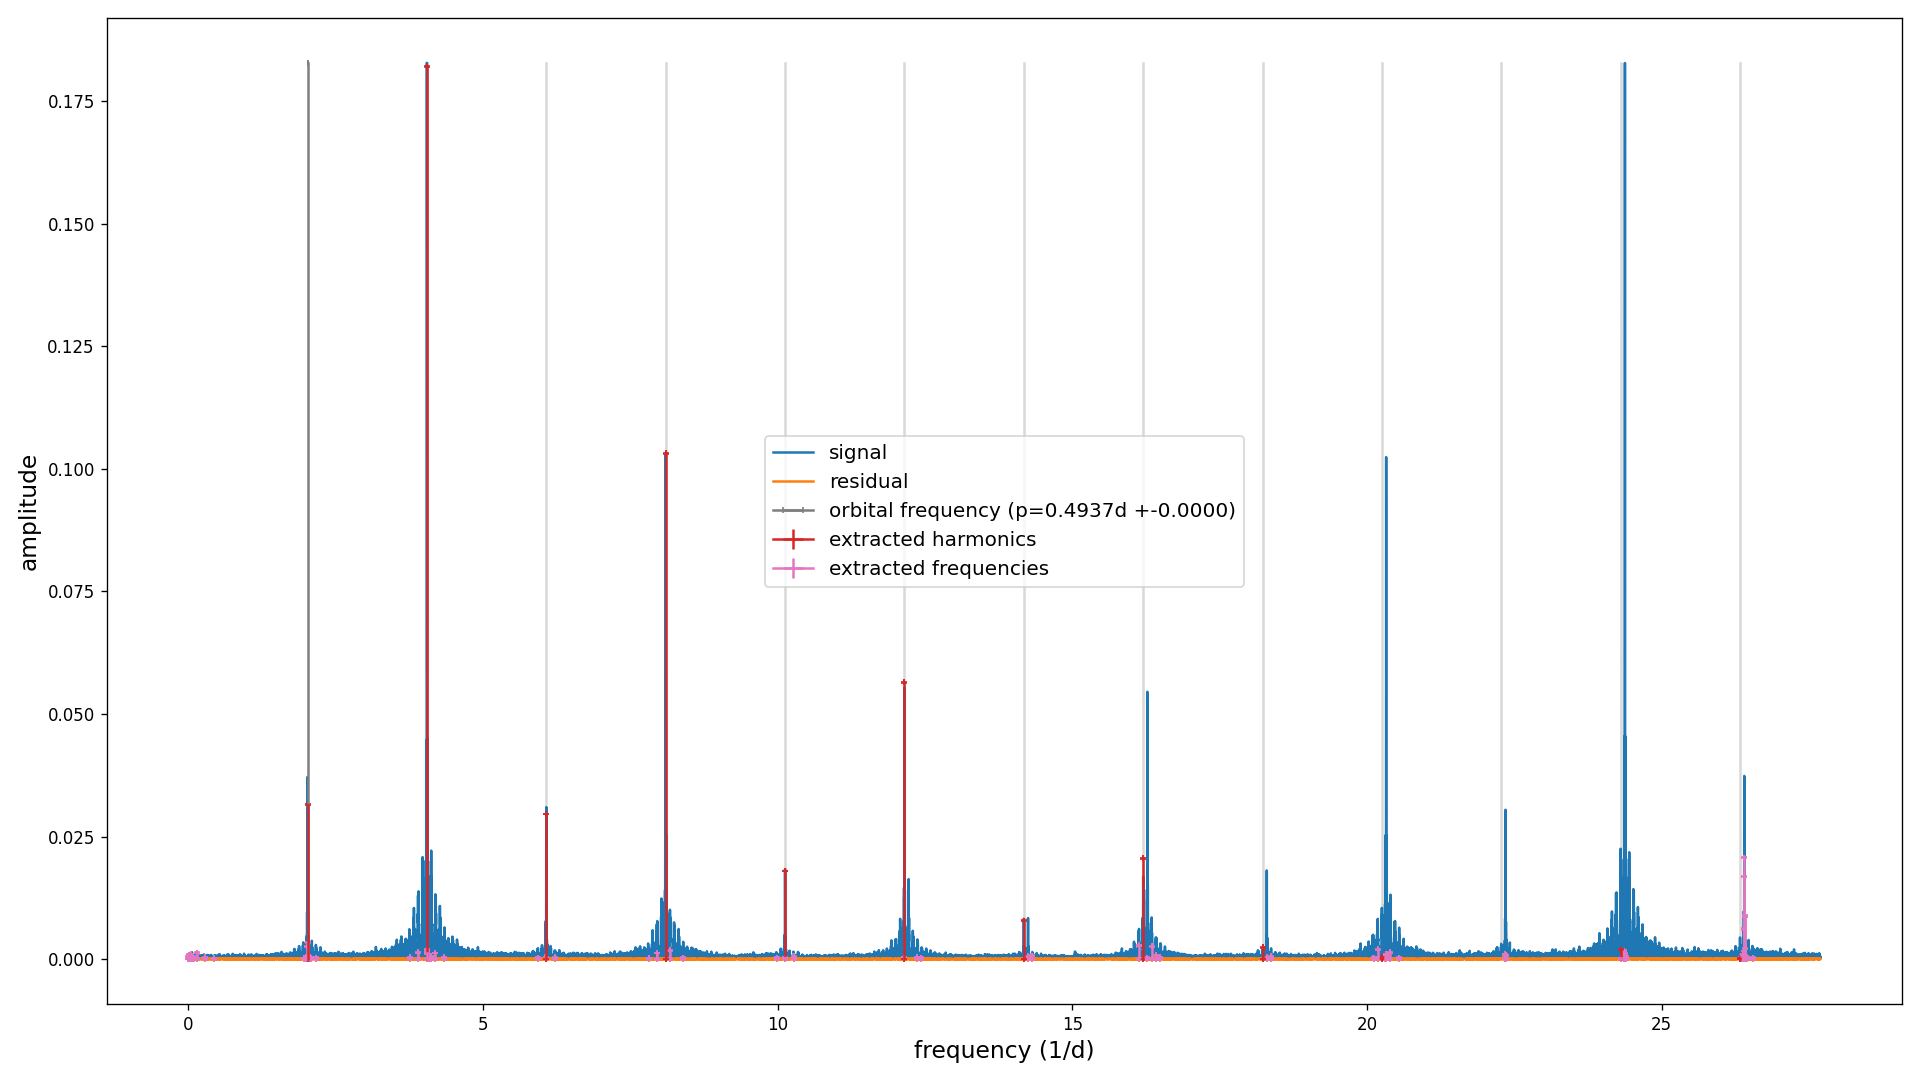 0.175
0.150
0.125
0.100
0.075
0.050
0.025
0.000
amplitude
signal
residual
orbital frequency (p=0.4937d +-0.0000)
extracted harmonics
extracted frequencies
0 5 10 15 20 25
frequency (1/d)